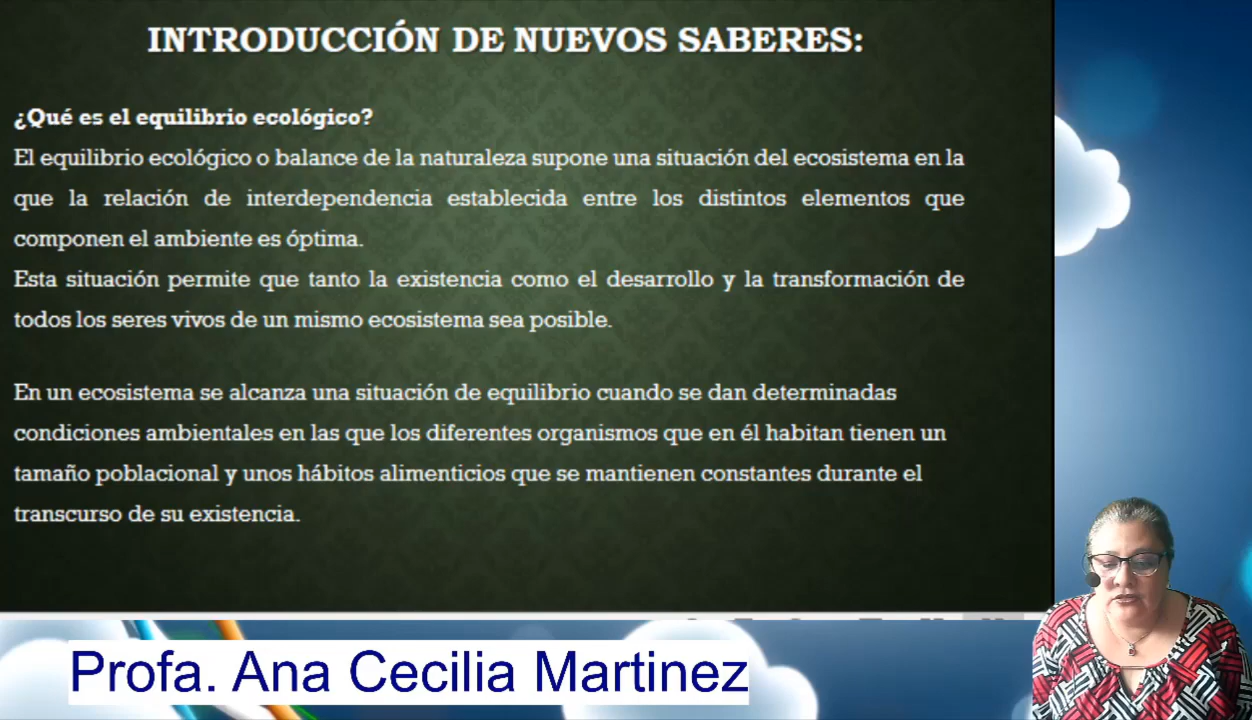 INTRODUCCIÓN DE NUEVOS SABERES:
¿Qué es el equilibrio ecológico?
El equilibrio ecológico o balance de la naturaleza supone una situación del ecosistema en la
que la relación de interdependencia establecida entre los distintos elementos que
componen el ambiente es óptima.
Esta situación permite que tanto la existencia como el desarrollo y la transformación de
todos los seres vivos de un mismo ecosistema sea posible.
En un ecosistema se alcanza una situación de equilibrio cuando se dan determinadas
condiciones ambientales en las que los diferentes organismos que en él habitan tienen un
tamaño poblacional y unos hábitos alimenticios que se mantienen constantes durante el
transcurso de su existencia.
Profa. Ana Cecilia Martinez